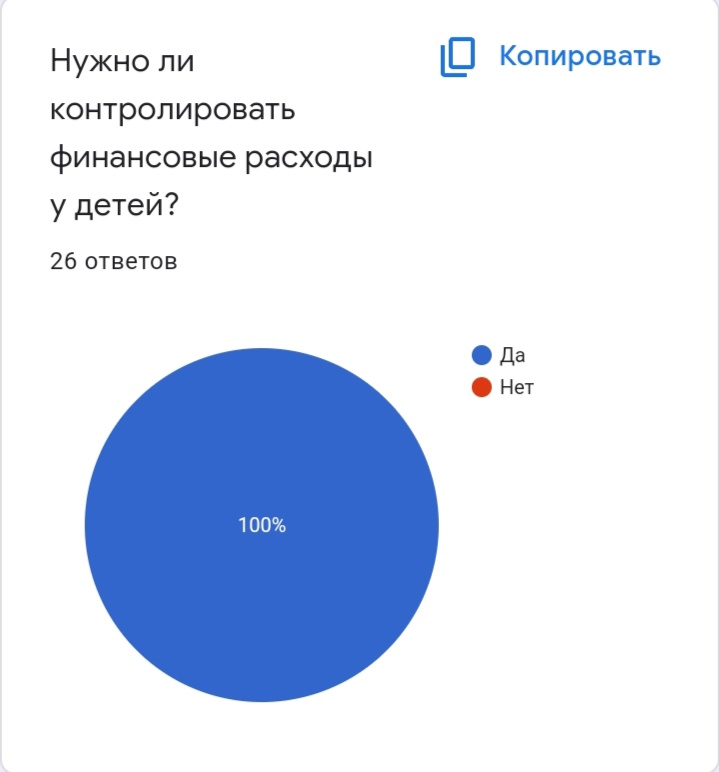 Нужно ли
контролировать
финансовые расходы
у детей?
Копировать
26 ответов
Да
Нет
100%